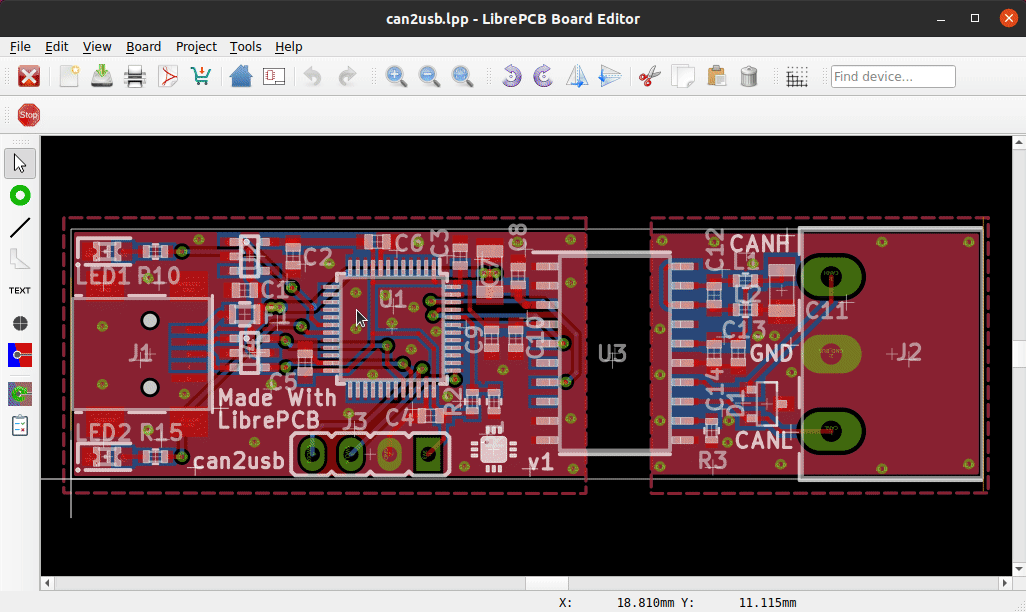 can2usb.lpp - LibrePCB Board Editor
File Edit View Board Project Tools Help
Find device...
Stop
TEXT
LED1 R10
C2
C6
C3
C8
C7
C1
U1
J1
C5
C9
C10
Made With
LibrePCB
LED2 R15
J3
C4
R2
can2usb
v1
U3
C12
CANH
L1
C11
C13
GND
J2
C14
D1
CANL
R3
X: 18.810mm Y: 11.115mm